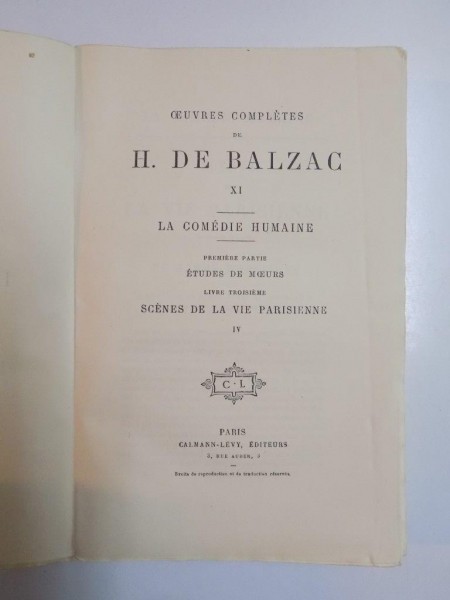 ŒUVRES COMPLÈTES
DE
H. DE BALZAC
XI
LA COMÉDIE HUMAINE
PREMIÈRE PARTIE
ÉTUDES DE MŒURS
LIVRE TROISIÈME
SCÈNES DE LA VIE PARISIENNE
IV
C·L
PARIS
CALMANN-LÉVY, ÉDITEURS
3, RUE AUBER, 3
Droits de reproduction et de traduction réservés.